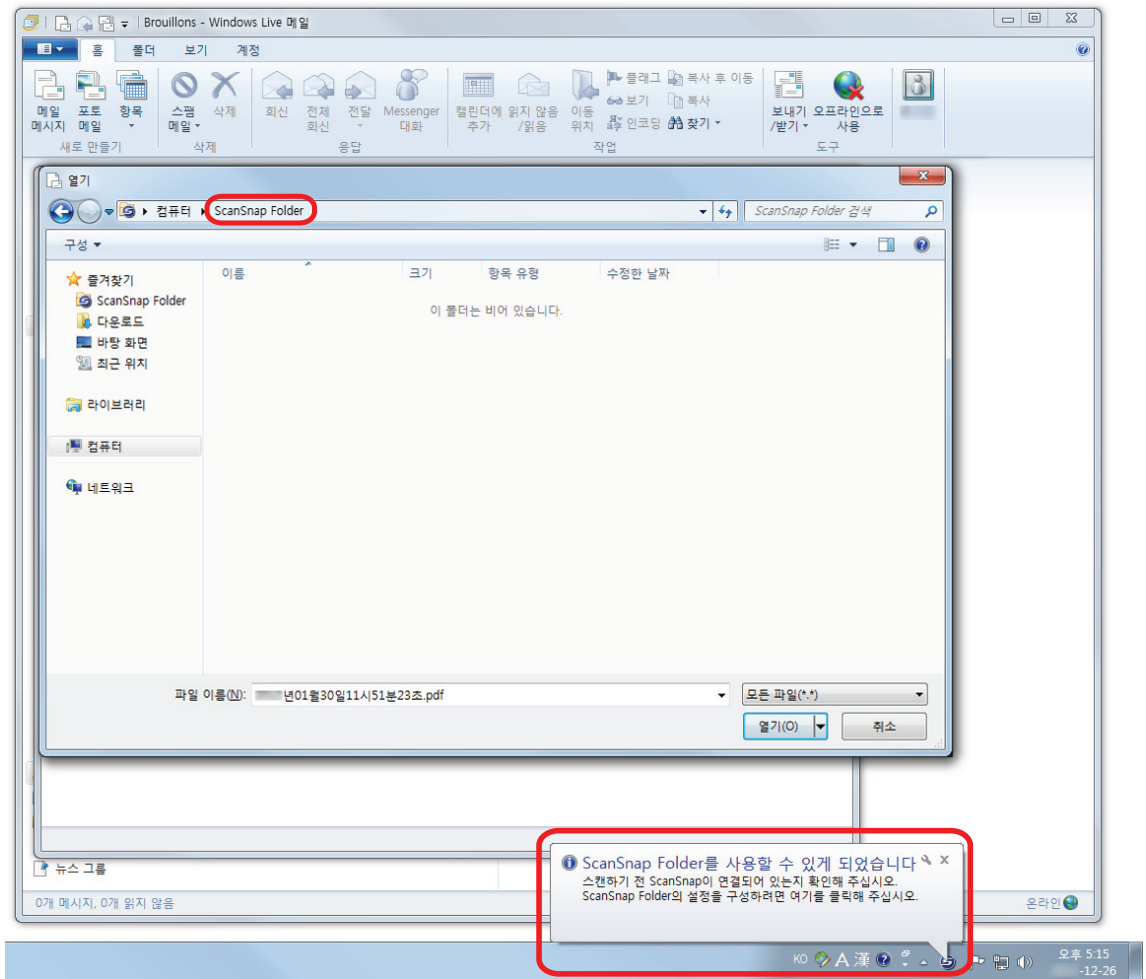 Brouillons - Windows Live 메일
홈 폴더 보기 계정
메일 메시지
포토 메일
항목
스팸 메일
삭제
회신
전체 회신
전달
Messenger 대화
캘린더에 추가
읽지 않음 /읽음
이동 위치
플래그
보기
인코딩
복사 후 이동
복사
찾기
보내기 /받기
오프라인으로 사용
새로 만들기 삭제 응답 작업 도구
열기
컴퓨터 ScanSnap Folder
ScanSnap Folder 검색
구성
즐겨찾기
ScanSnap Folder
다운로드
바탕 화면
최근 위치
라이브러리
컴퓨터
네트워크
이름 크기 항목 유형 수정한 날짜
이 폴더는 비어 있습니다.
파일 이름(N): 년01월30일11시51분23초.pdf
모든 파일(*.*)
열기(O) 취소
뉴스 그룹
ScanSnap Folder를 사용할 수 있게 되었습니다
스캔하기 전 ScanSnap이 연결되어 있는지 확인해 주십시오.
ScanSnap Folder의 설정을 구성하려면 여기를 클릭해 주십시오.
0개 메시지, 0개 읽지 않음
온라인
KO A 漢
오후 5:15
-12-26